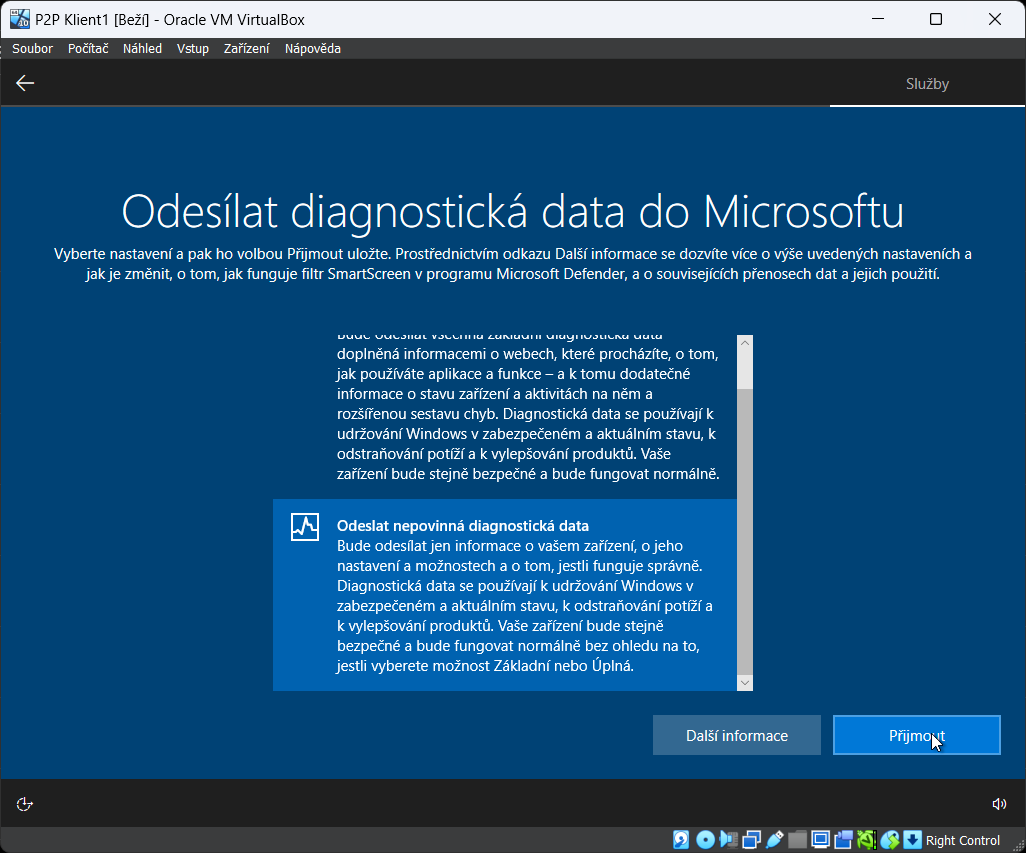 P2P Klient1 [Beží] - Oracle VM VirtualBox
Soubor Počítač Náhled Vstup Zařízení Nápověda
Služby
Odesílat diagnostická data do Microsoftu
Vyberte nastavení a pak ho volbou Přijmout uložte. Prostřednictvím odkazu Další informace se dozvíte více o výše uvedených nastaveních a
jak je změnit, o tom, jak funguje filtr SmartScreen v programu Microsoft Defender, a o souvisejících přenosech dat a jejich použití.
Bude odesílat všechna základní diagnostická data
doplněná informacemi o webech, které procházíte, o tom,
jak používáte aplikace a funkce – a k tomu dodatečné
informace o stavu zařízení a aktivitách na něm a
rozšířenou sestavu chyb. Diagnostická data se používají k
udržování Windows v zabezpečeném a aktuálním stavu, k
odstraňování potíží a k vylepšování produktů. Vaše
zařízení bude stejně bezpečné a bude fungovat normálně.
Odeslat nepovinná diagnostická data
Bude odesílat jen informace o vašem zařízení, o jeho
nastavení a možnostech a o tom, jestli funguje správně.
Diagnostická data se používají k udržování Windows v
zabezpečeném a aktuálním stavu, k odstraňování potíží a
k vylepšování produktů. Vaše zařízení bude stejně
bezpečné a bude fungovat normálně bez ohledu na to,
jestli vyberete možnost Základní nebo Úplná.
Další informace
Přijmout
Right Control